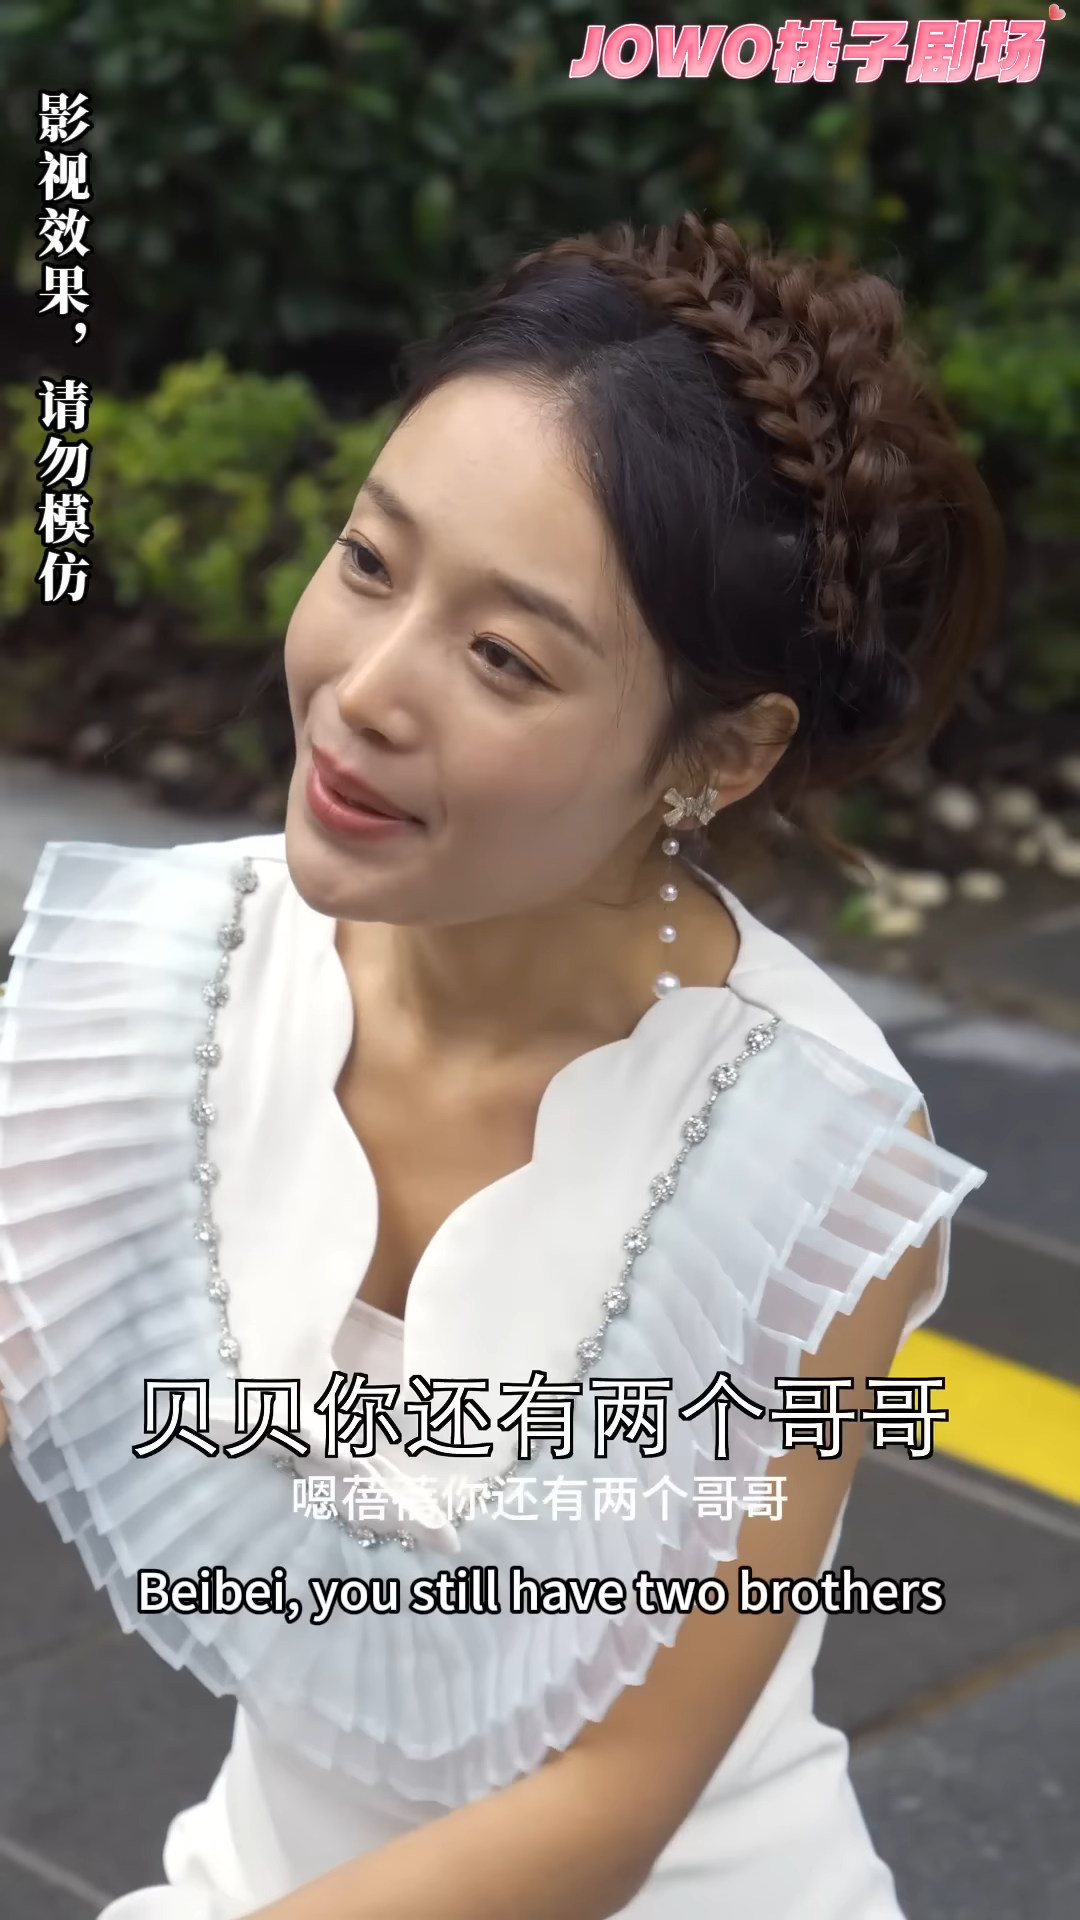 JOWO桃子剧场
影视效果，请勿模仿
贝贝你还有两个哥哥
嗯蓓蓓你还有两个哥哥
Beibei, you still have two brothers